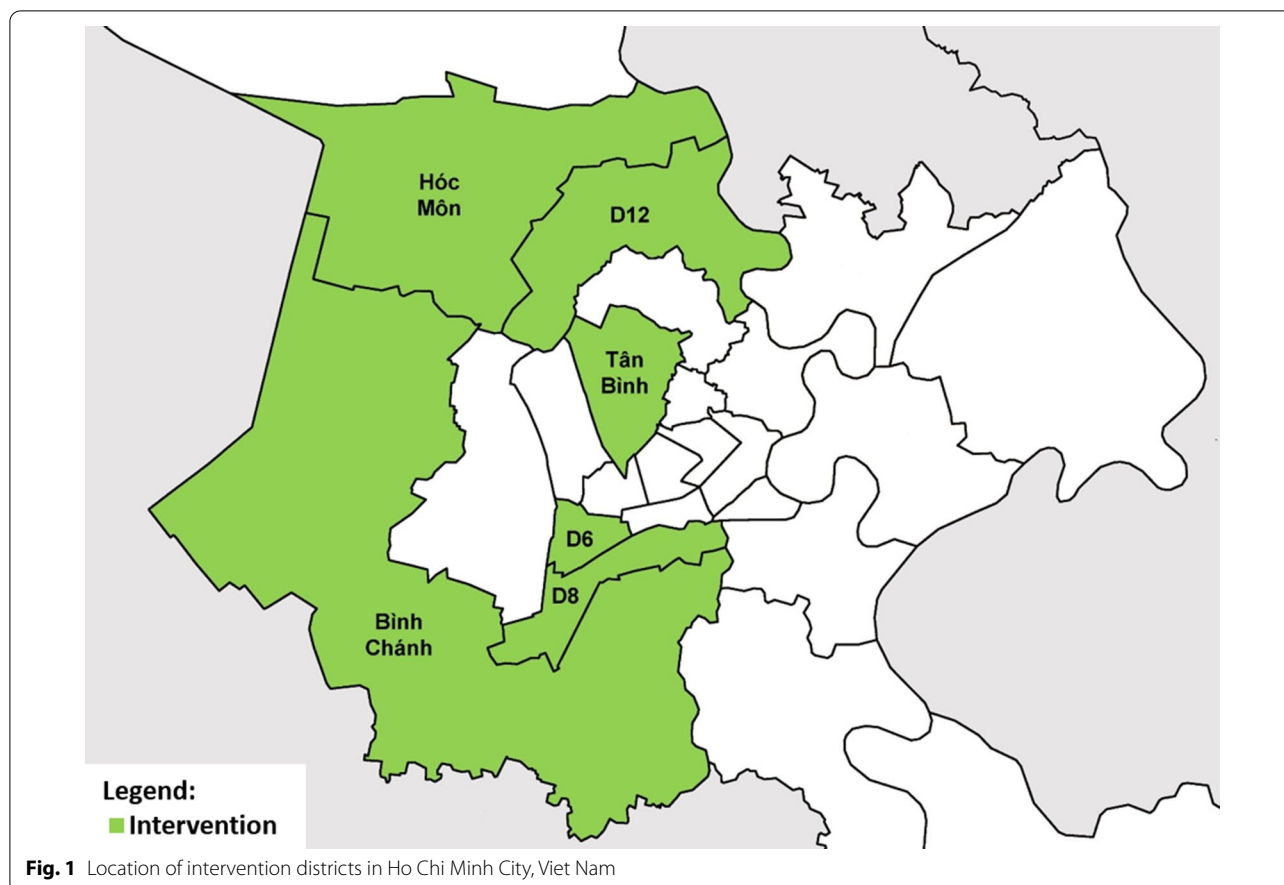 Hóc
Môn
D12
Tân
Bình
D6
D8
Bình
Chánh
Legend:
Intervention
Fig. 1 Location of intervention districts in Ho Chi Minh City, Viet Nam